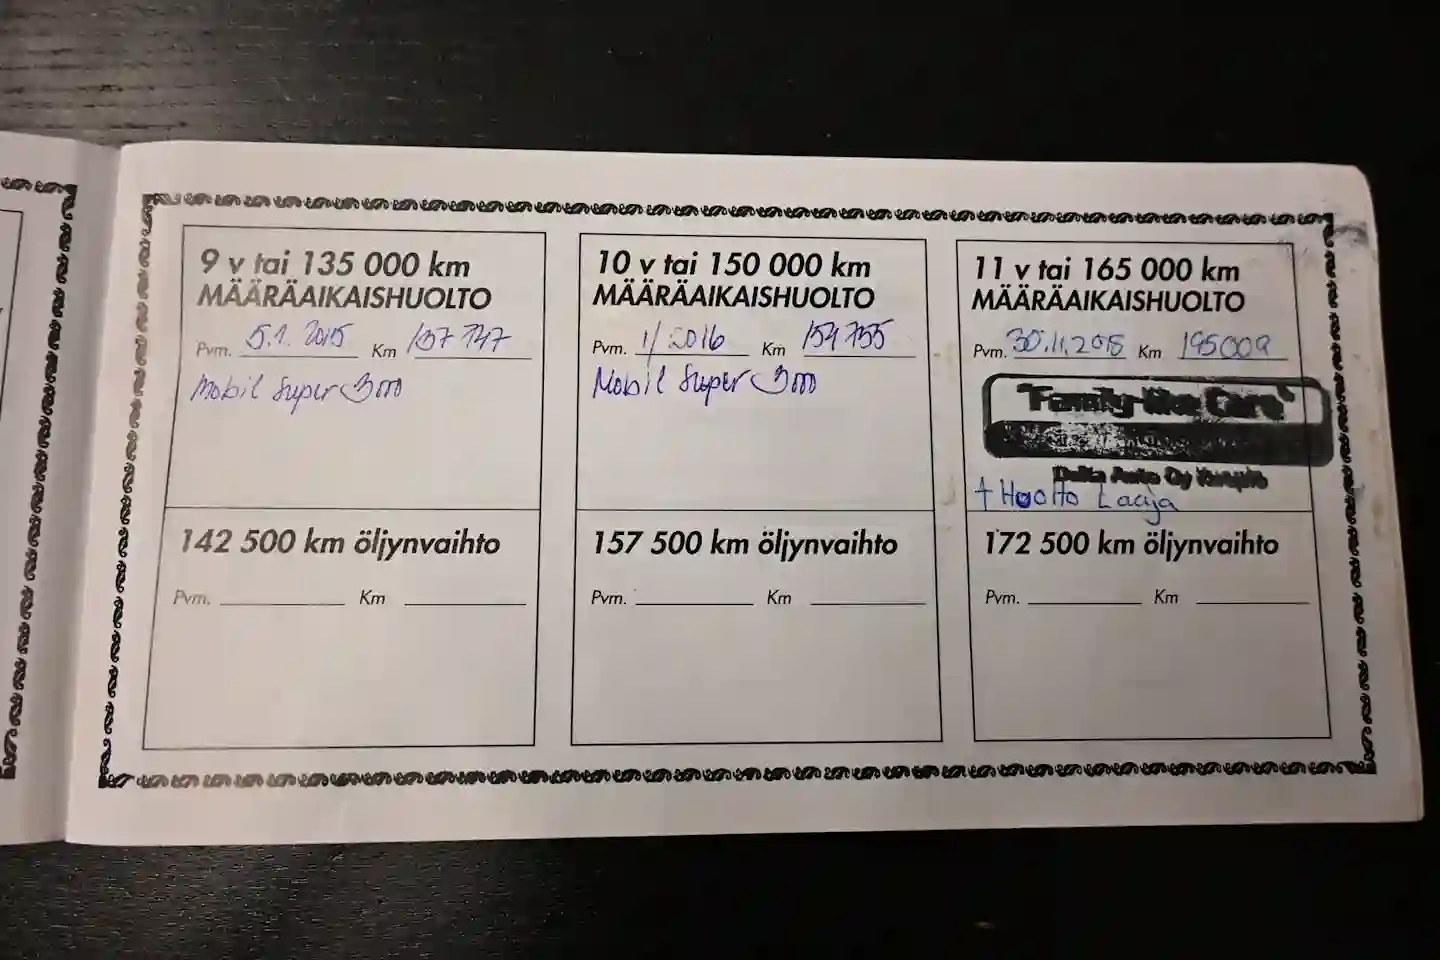 9 v tai 135 000 km
MÄÄRÄAIKAISHUOLTO
Pvm. 5.1. 2015 Km 137 747
Mobil Super 3000
142 500 km öljynvaihto
Pvm. Km
10 v tai 150 000 km
MÄÄRÄAIKAISHUOLTO
Pvm. 1/2016 Km 154 755
Mobil Super 3000
157 500 km öljynvaihto
Pvm. Km
11 v tai 165 000 km
MÄÄRÄAIKAISHUOLTO
Pvm. 30.11.2018 Km 195009
"Family-like Care"
Delta Auto Oy
+ Huolto Laaja
172 500 km öljynvaihto
Pvm. Km